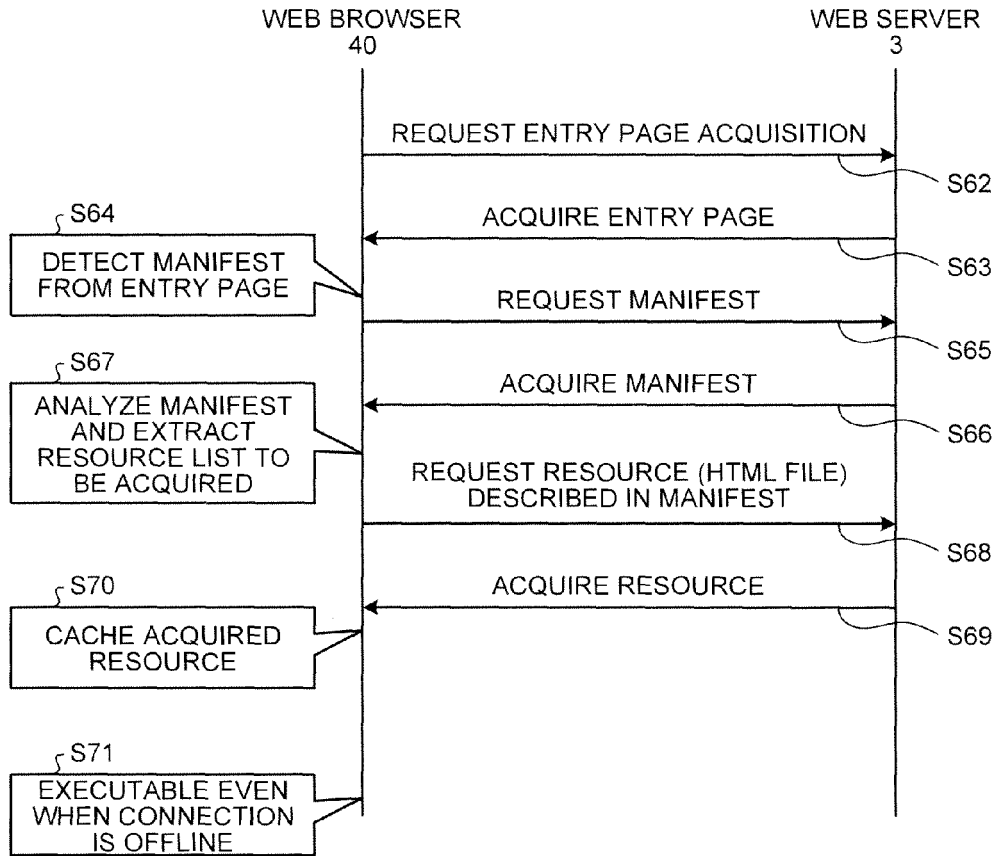 WEB BROWSER
40
WEB SERVER
3
REQUEST ENTRY PAGE ACQUISITION
S62
S64
ACQUIRE ENTRY PAGE
S63
DETECT MANIFEST
FROM ENTRY PAGE
REQUEST MANIFEST
S65
S67
ACQUIRE MANIFEST
S66
ANALYZE MANIFEST
AND EXTRACT
RESOURCE LIST TO
BE ACQUIRED
REQUEST RESOURCE (HTML FILE)
DESCRIBED IN MANIFEST
S68
S70
ACQUIRE RESOURCE
S69
CACHE ACQUIRED
RESOURCE
S71
EXECUTABLE EVEN
WHEN CONNECTION
IS OFFLINE